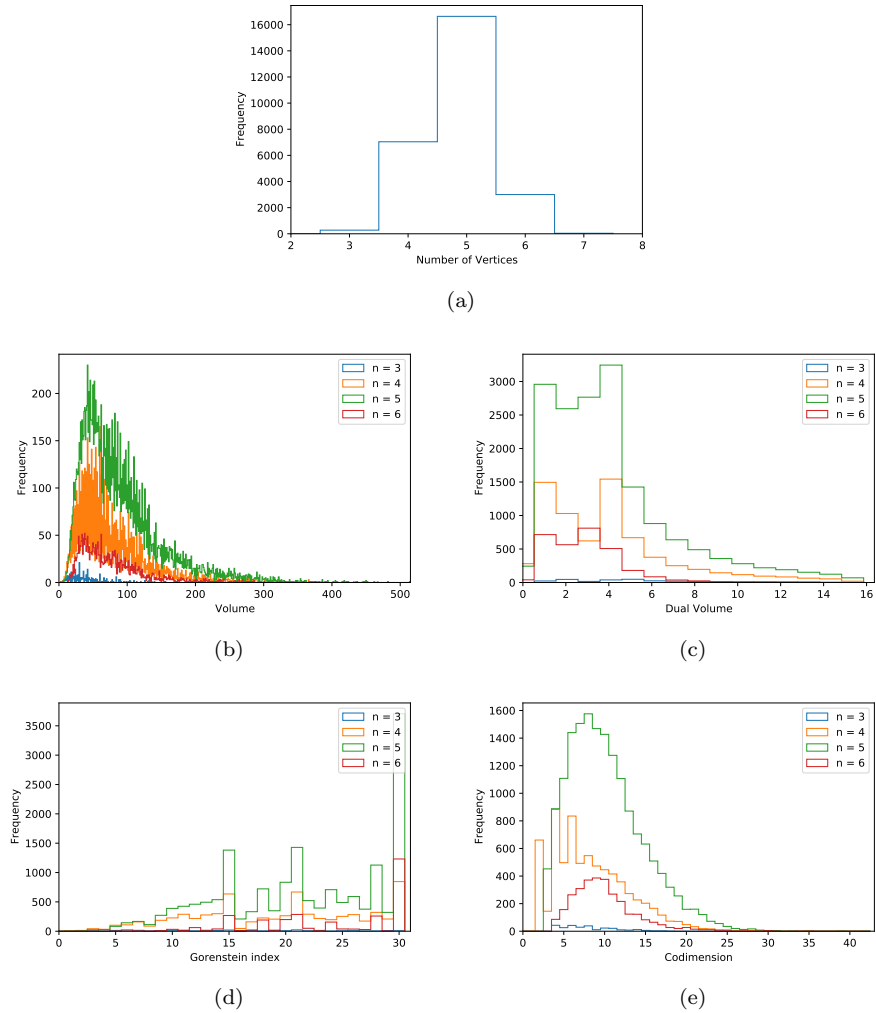 16000
14000
12000
10000
8000
6000
4000
2000
0
Frequency
2 3 4 5 6 7 8
Number of Vertices
(a)
200
150
100
50
0
Frequency
0 100 200 300 400 500
Volume
n = 3
n = 4
n = 5
n = 6
(b)
3000
2500
2000
1500
1000
500
0
Frequency
0 2 4 6 8 10 12 14 16
Dual Volume
n = 3
n = 4
n = 5
n = 6
(c)
3500
3000
2500
2000
1500
1000
500
0
Frequency
0 5 10 15 20 25 30
Gorenstein index
n = 3
n = 4
n = 5
n = 6
(d)
1600
1400
1200
1000
800
600
400
200
0
Frequency
0 5 10 15 20 25 30 35 40
Codimension
n = 3
n = 4
n = 5
n = 6
(e)